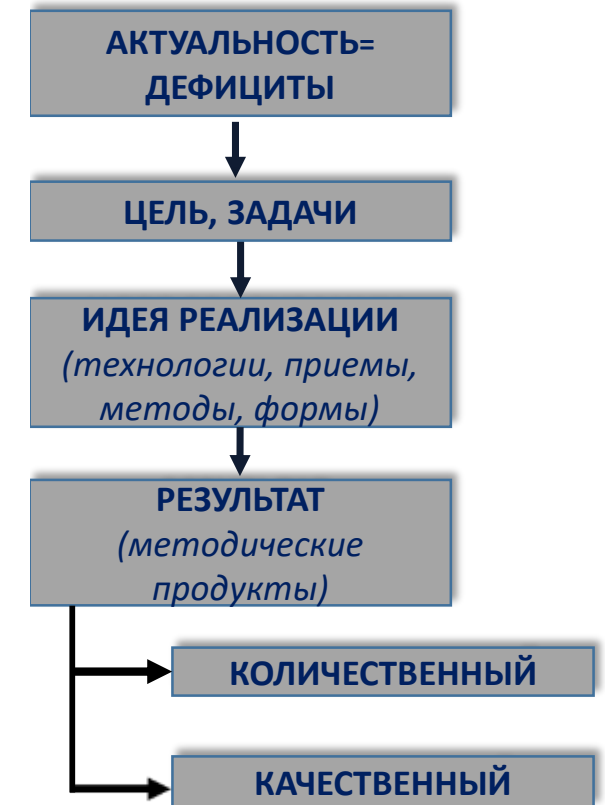 АКТУАЛЬНОСТЬ=
ДЕФИЦИТЫ
ЦЕЛЬ, ЗАДАЧИ
ИДЕЯ РЕАЛИЗАЦИИ
(технологии, приемы,
методы, формы)
РЕЗУЛЬТАТ
(методические
продукты)
КОЛИЧЕСТВЕННЫЙ
КАЧЕСТВЕННЫЙ